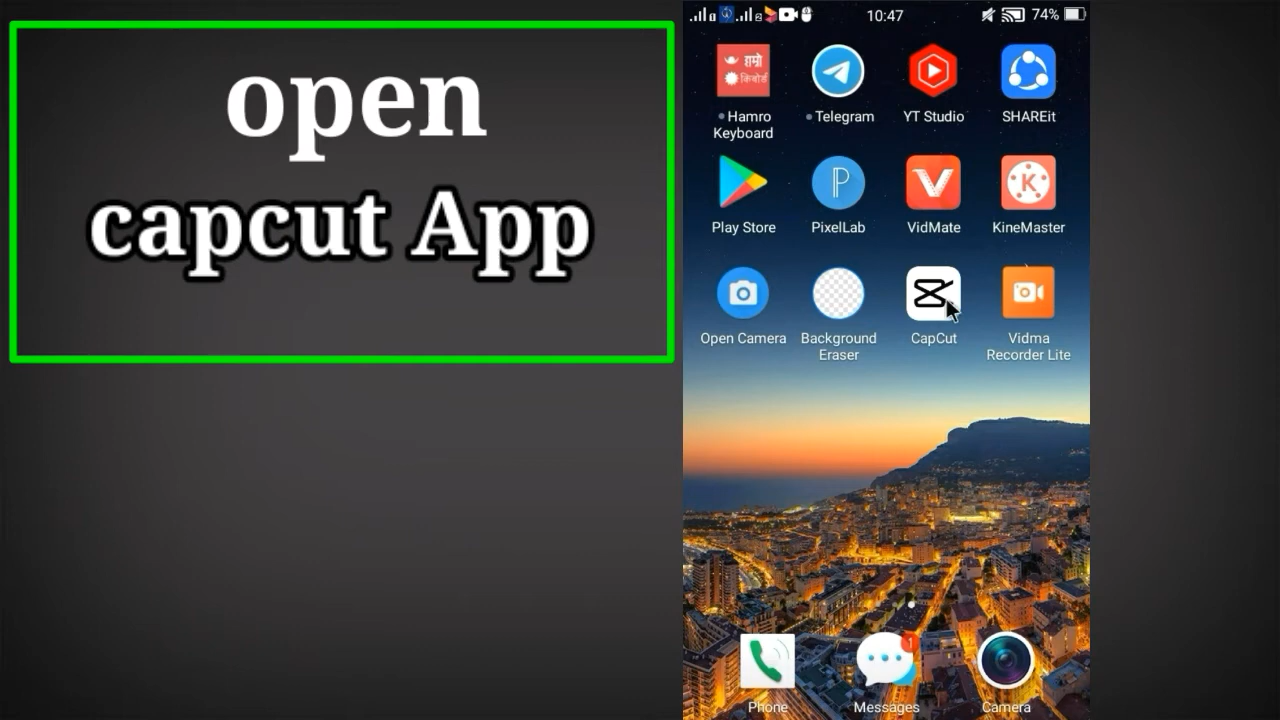 open
capcut App
10:47
74%
हाम्रो
किबोर्ड
Hamro
Keyboard
Telegram
YT Studio
SHAREit
Play Store
PixelLab
VidMate
KineMaster
Open Camera
Background
Eraser
CapCut
Vidma
Recorder Lite
1
Phone
Messages
Camera